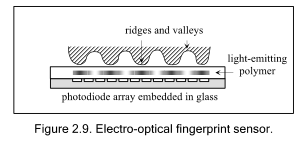 ridges and valleys
light-emitting
polymer
photodiode array embedded in glass
Figure 2.9. Electro-optical fingerprint sensor.